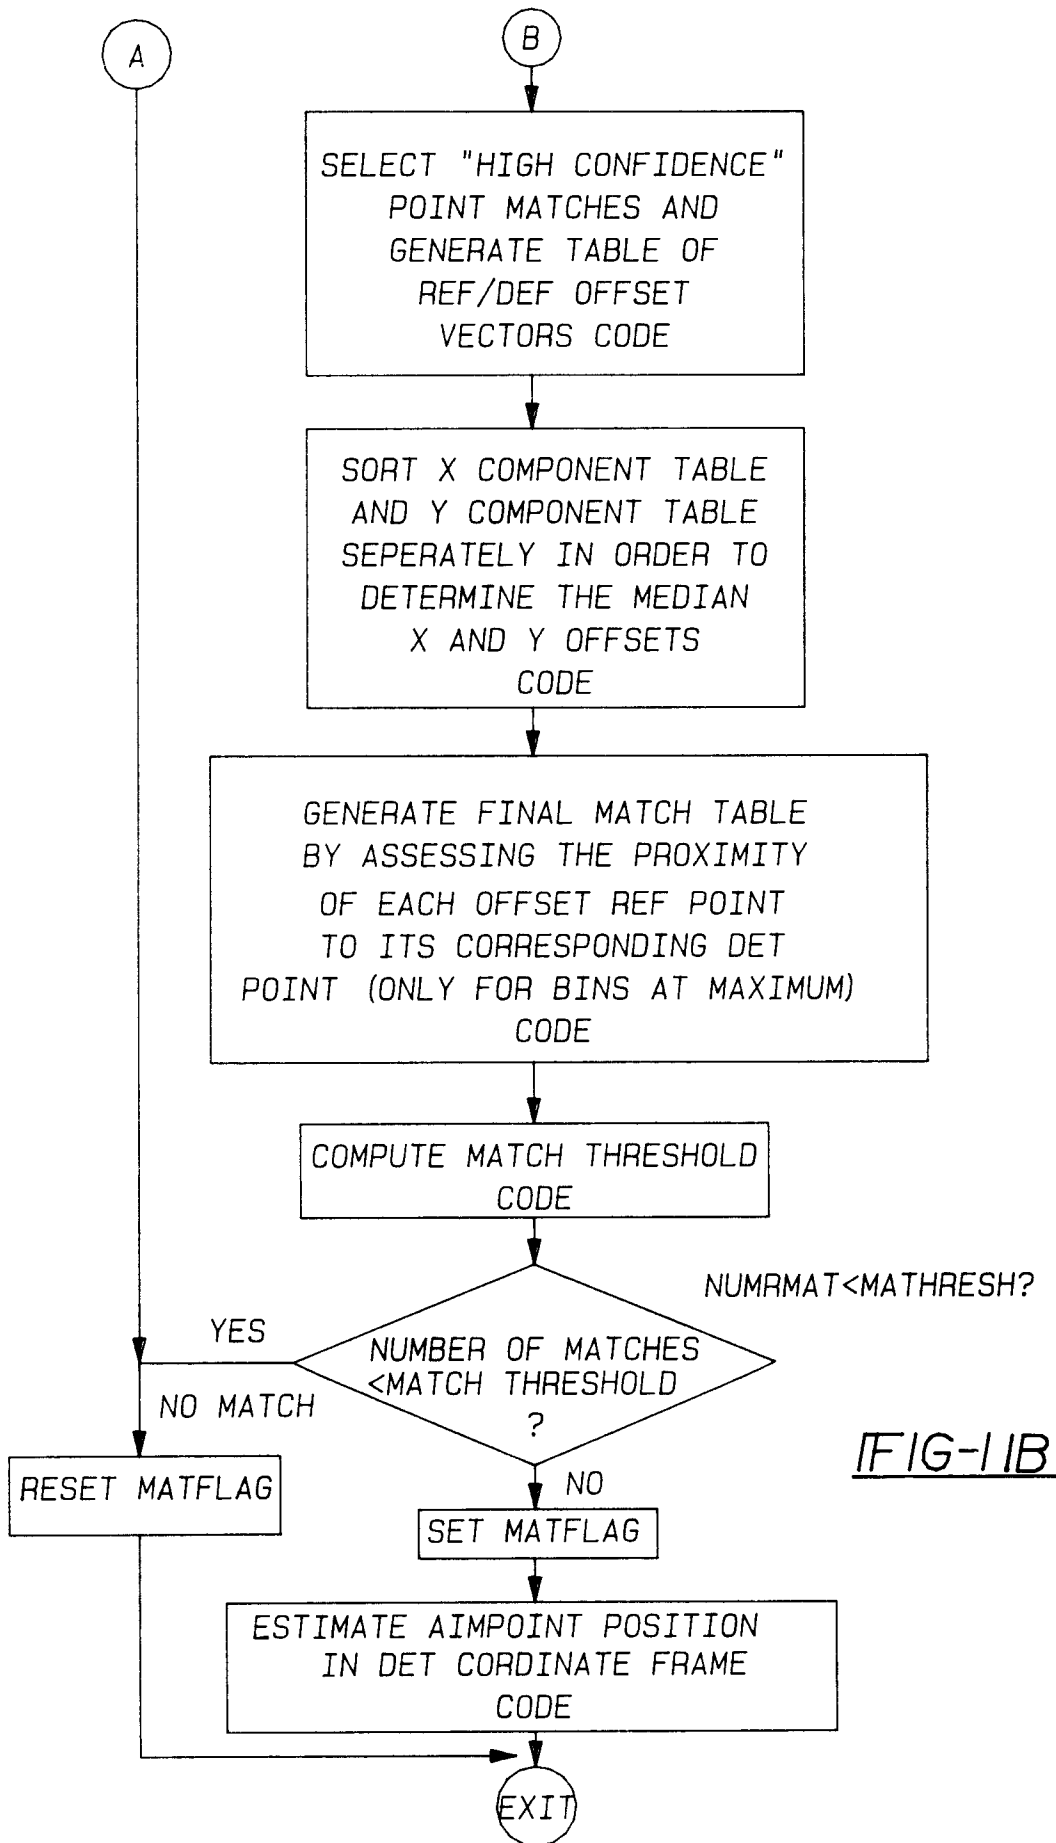 A
B
SELECT "HIGH CONFIDENCE"
POINT MATCHES AND
GENERATE TABLE OF
REF/DEF OFFSET
VECTORS CODE
SORT X COMPONENT TABLE
AND Y COMPONENT TABLE
SEPERATELY IN ORDER TO
DETERMINE THE MEDIAN
X AND Y OFFSETS
CODE
GENERATE FINAL MATCH TABLE
BY ASSESSING THE PROXIMITY
OF EACH OFFSET REF POINT
TO ITS CORRESPONDING DET
POINT (ONLY FOR BINS AT MAXIMUM)
CODE
COMPUTE MATCH THRESHOLD
CODE
NUMRMAT<MATHRESH?
YES
NUMBER OF MATCHES
<MATCH THRESHOLD
?
NO MATCH
FIG-11B
RESET MATFLAG
NO
SET MATFLAG
ESTIMATE AIMPOINT POSITION
IN DET CORDINATE FRAME
CODE
EXIT